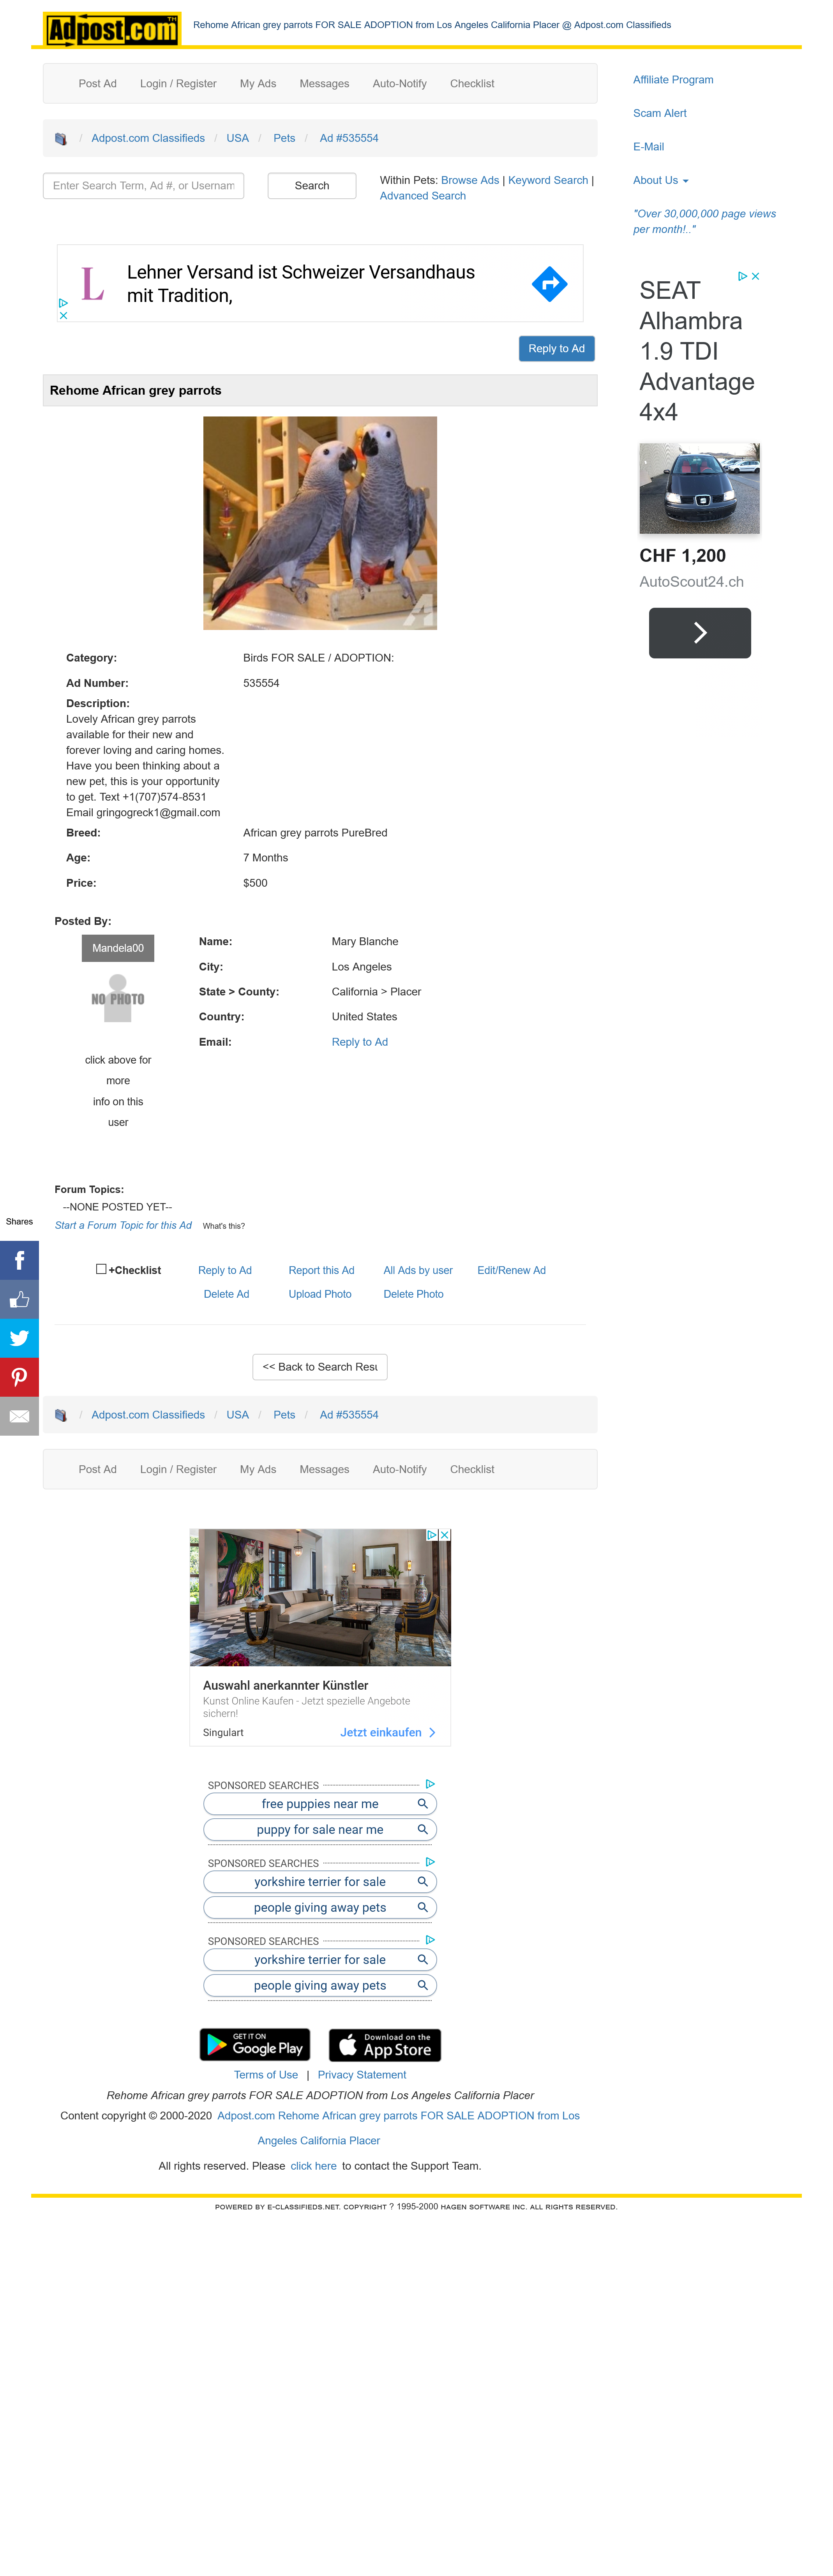 Adpost.com TM
Rehome African grey parrots FOR SALE ADOPTION from Los Angeles California Placer @ Adpost.com Classifieds
Post Ad Login / Register My Ads Messages Auto-Notify Checklist
Affiliate Program
Scam Alert
E-Mail
About Us
"Over 30,000,000 page views
per month!.."
/ Adpost.com Classifieds / USA / Pets / Ad #535554
Enter Search Term, Ad #, or Usernam
Search
Within Pets: Browse Ads | Keyword Search |
Advanced Search
L
Lehner Versand ist Schweizer Versandhaus
mit Tradition,
SEAT
Alhambra
1.9 TDI
Advantage
4x4
CHF 1,200
AutoScout24.ch
Reply to Ad
Rehome African grey parrots
A
Category: Birds FOR SALE / ADOPTION:
Ad Number: 535554
Description:
Lovely African grey parrots
available for their new and
forever loving and caring homes.
Have you been thinking about a
new pet, this is your opportunity
to get. Text +1(707)574-8531
Email gringogreck1@gmail.com
Breed: African grey parrots PureBred
Age: 7 Months
Price: $500
Posted By:
Mandela00
NO PHOTO
click above for
more
info on this
user
Name: Mary Blanche
City: Los Angeles
State > County: California > Placer
Country: United States
Email: Reply to Ad
Forum Topics:
--NONE POSTED YET--
Start a Forum Topic for this Ad What's this?
Shares
+Checklist Reply to Ad Report this Ad All Ads by user Edit/Renew Ad
Delete Ad Upload Photo Delete Photo
<< Back to Search Resu
/ Adpost.com Classifieds / USA / Pets / Ad #535554
Post Ad Login / Register My Ads Messages Auto-Notify Checklist
Auswahl anerkannter Künstler
Kunst Online Kaufen - Jetzt spezielle Angebote
sichern!
Singulart Jetzt einkaufen
SPONSORED SEARCHES
free puppies near me
puppy for sale near me
SPONSORED SEARCHES
yorkshire terrier for sale
people giving away pets
SPONSORED SEARCHES
yorkshire terrier for sale
people giving away pets
GET IT ON
Google Play
Download on the
App Store
Terms of Use | Privacy Statement
Rehome African grey parrots FOR SALE ADOPTION from Los Angeles California Placer
Content copyright © 2000-2020 Adpost.com Rehome African grey parrots FOR SALE ADOPTION from Los
Angeles California Placer
All rights reserved. Please click here to contact the Support Team.
POWERED BY E-CLASSIFIEDS.NET. COPYRIGHT ? 1995-2000 HAGEN SOFTWARE INC. ALL RIGHTS RESERVED.